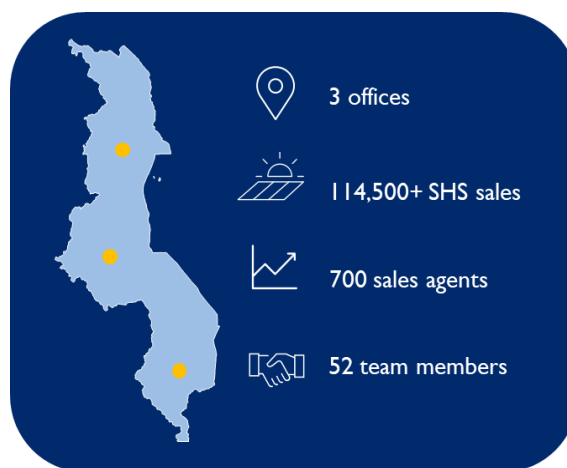 3 offices
114,500+ SHS sales
700 sales agents
52 team members